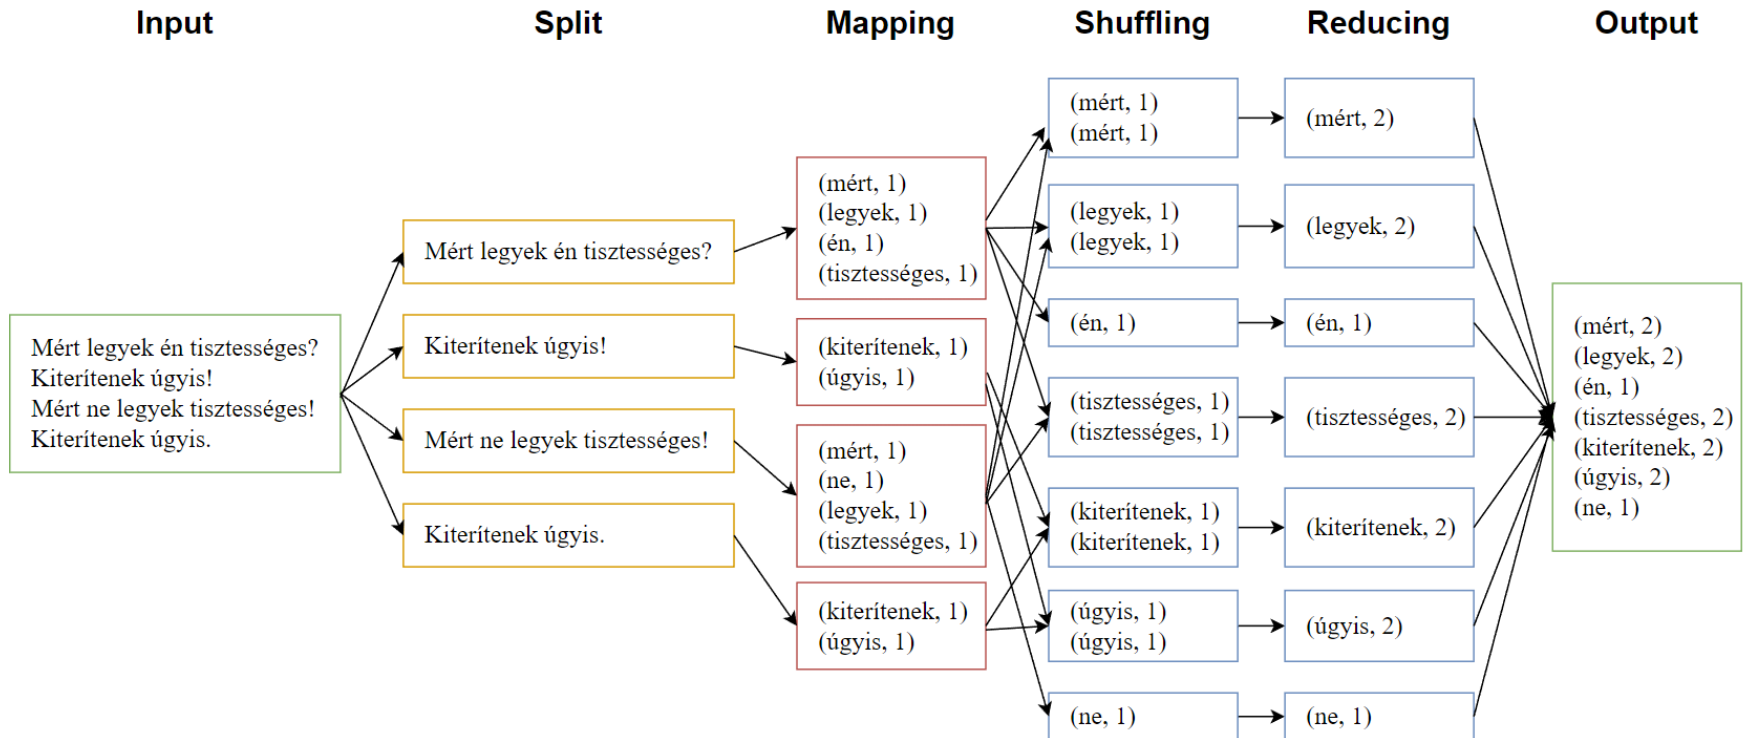 Input
Split
Mapping
Shuffling
Reducing
Output
Mért legyek én tisztességes?
Kiterítenek úgyis!
Mért ne legyek tisztességes!
Kiterítenek úgyis.
Mért legyek én tisztességes?
Kiterítenek úgyis!
Mért ne legyek tisztességes!
Kiterítenek úgyis.
(mért, 1)
(legyek, 1)
(én, 1)
(tisztességes, 1)
(kiterítenek, 1)
(úgyis, 1)
(mért, 1)
(ne, 1)
(legyek, 1)
(tisztességes, 1)
(kiterítenek, 1)
(úgyis, 1)
(mért, 1)
(mért, 1)
(legyek, 1)
(legyek, 1)
(én, 1)
(tisztességes, 1)
(tisztességes, 1)
(kiterítenek, 1)
(kiterítenek, 1)
(úgyis, 1)
(úgyis, 1)
(ne, 1)
(mért, 2)
(legyek, 2)
(én, 1)
(tisztességes, 2)
(kiterítenek, 2)
(úgyis, 2)
(ne, 1)
(mért, 2)
(legyek, 2)
(én, 1)
(tisztességes, 2)
(kiterítenek, 2)
(úgyis, 2)
(ne, 1)